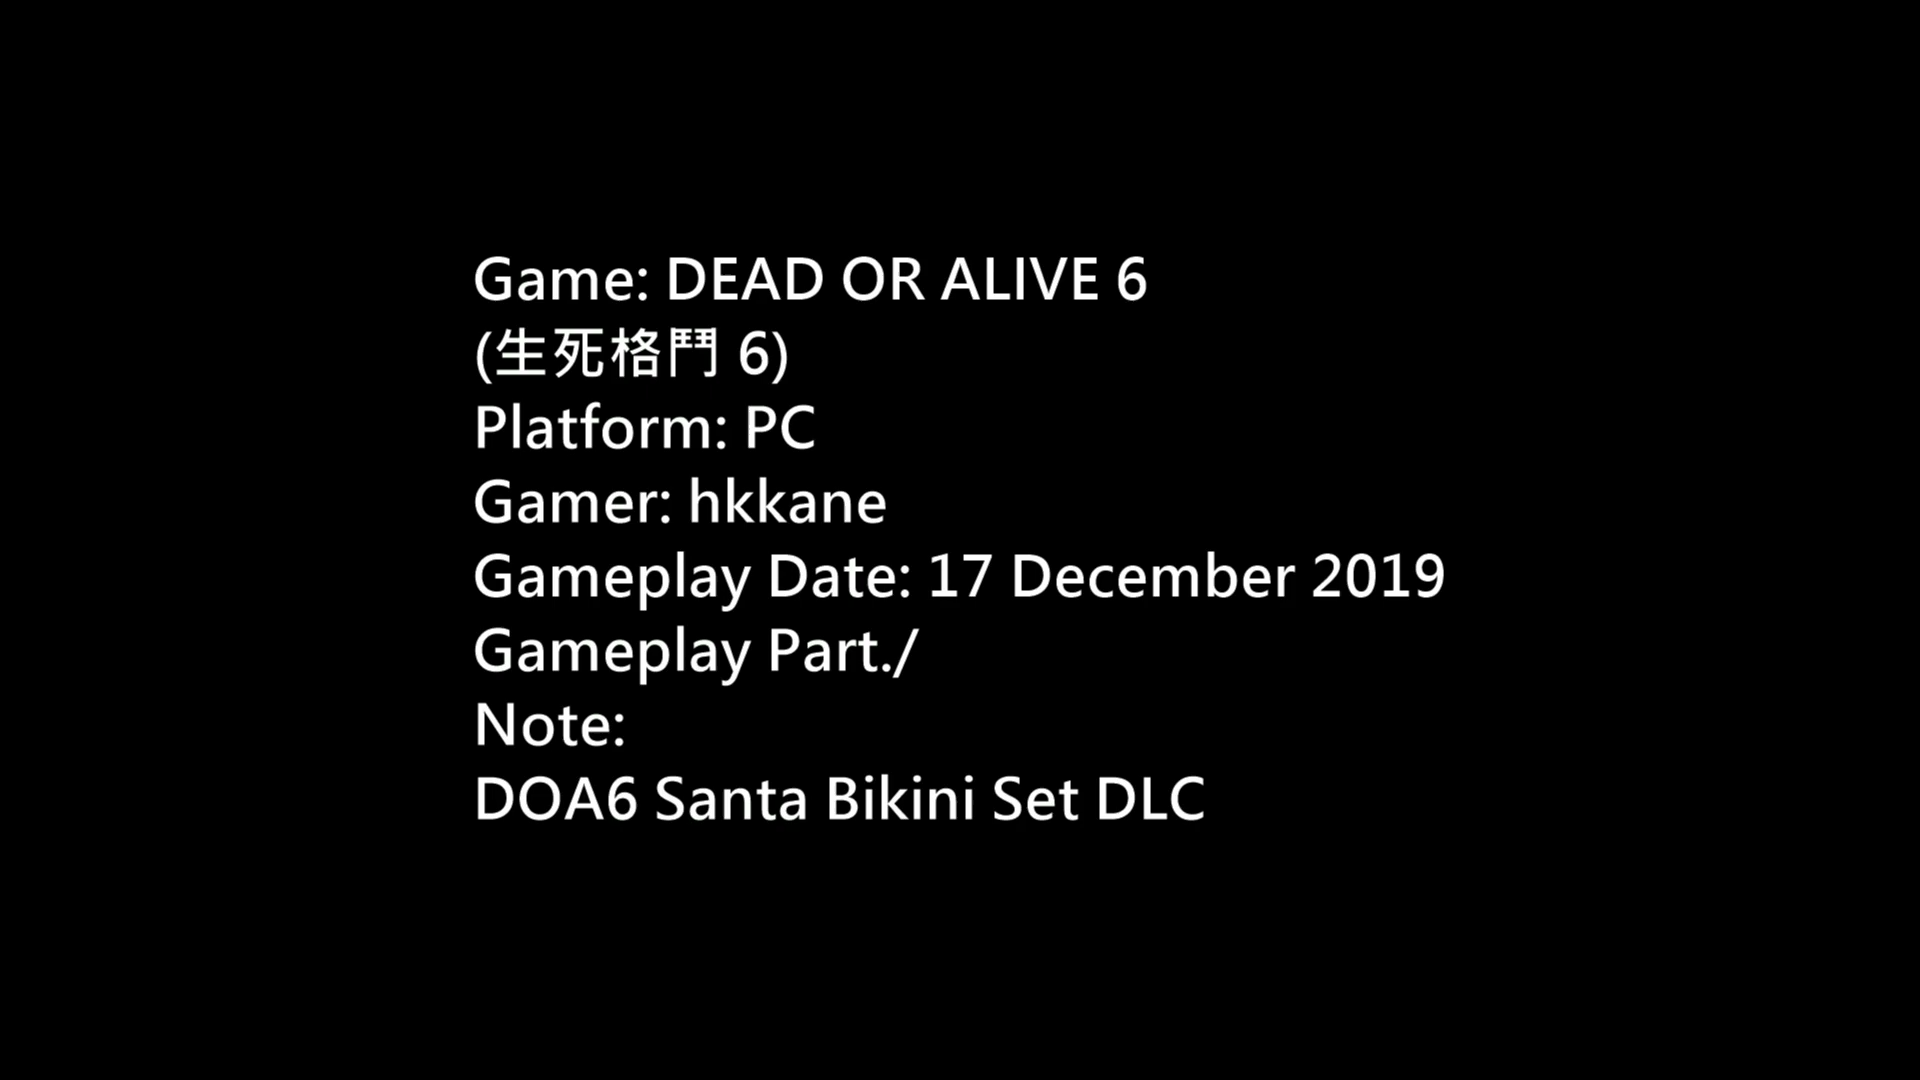 Game: DEAD OR ALIVE 6
(生死格鬥 6)
Platform: PC
Gamer: hkkane
Gameplay Date: 17 December 2019
Gameplay Part./
Note:
DOA6 Santa Bikini Set DLC